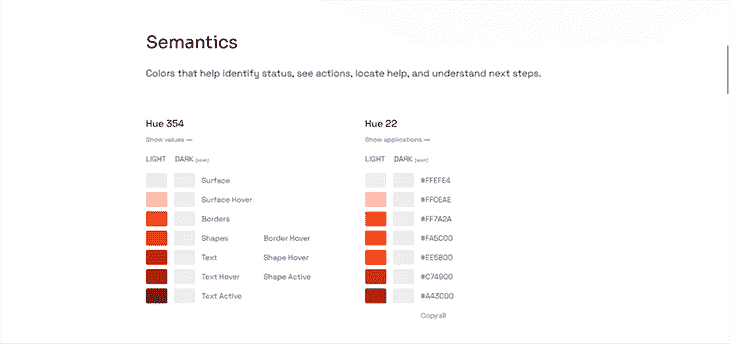 Semantics
Colors that help identify status, see actions, locate help, and understand next steps.
Hue 354
Show values —
LIGHT DARK (soon)
Surface
Surface Hover
Borders
Shapes Border Hover
Text Shape Hover
Text Hover Shape Active
Text Active
Hue 22
Show applications —
LIGHT DARK (soon)
#FFEFE4
#FFCEAE
#FF7A2A
#FA5C00
#EE5800
#C74900
#A43C00
Copy all